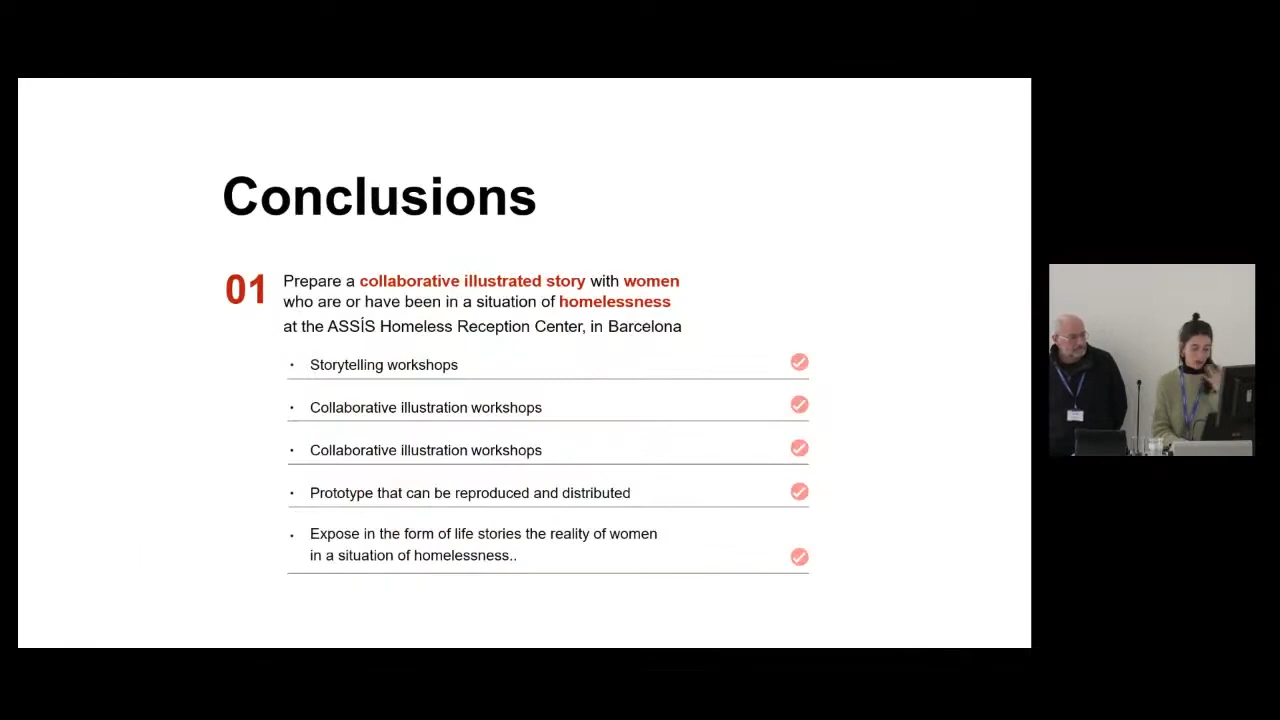 Conclusions
01
Prepare a collaborative illustrated story with women
who are or have been in a situation of homelessness
at the ASSÍS Homeless Reception Center, in Barcelona
· Storytelling workshops
· Collaborative illustration workshops
· Collaborative illustration workshops
· Prototype that can be reproduced and distributed
· Expose in the form of life stories the reality of women
in a situation of homelessness..